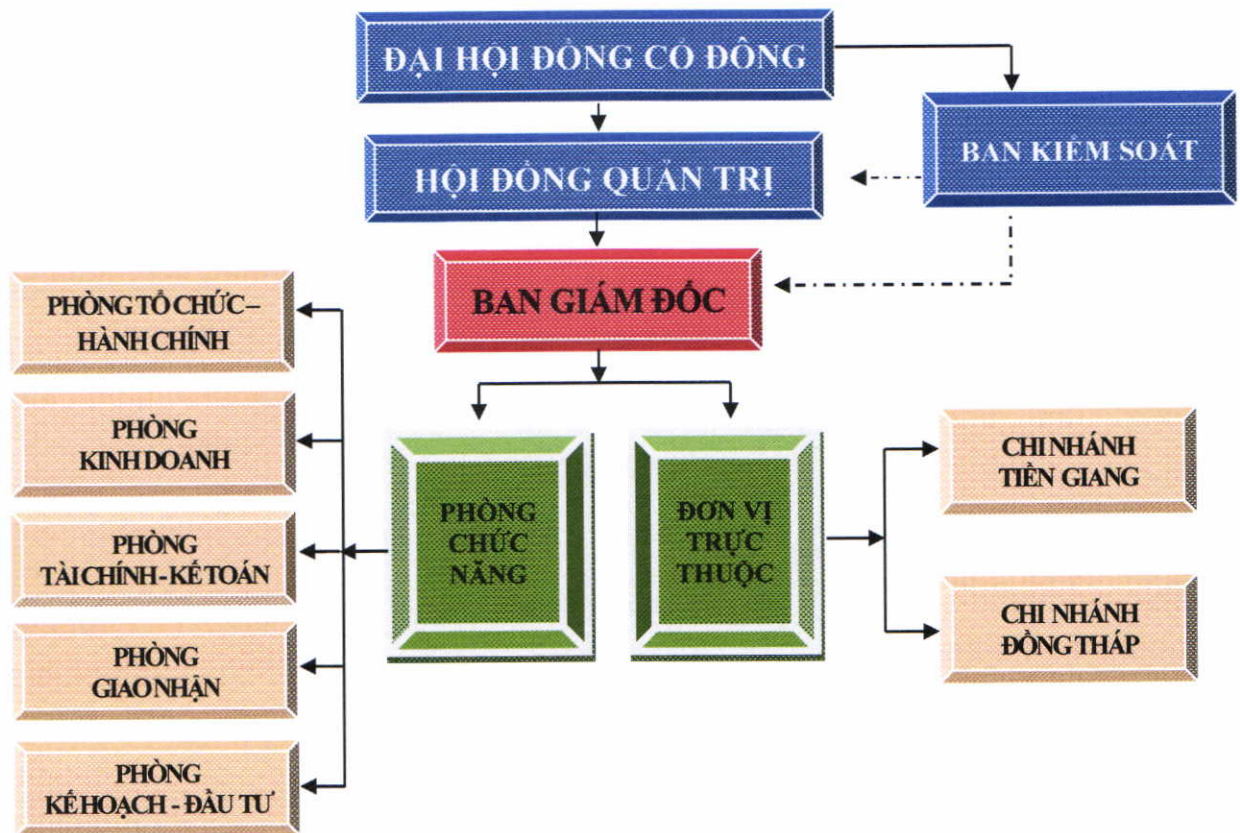 ĐẠI HỘI ĐỒNG CỔ ĐÔNG
BAN KIỂM SOÁT
HỘI ĐỒNG QUẢN TRỊ
BAN GIÁM ĐỐC
PHÒNG TỔ CHỨC –
HÀNH CHÍNH
PHÒNG
KINH DOANH
PHÒNG
TÀI CHÍNH - KẾ TOÁN
PHÒNG
GIAO NHẬN
PHÒNG
KẾ HOẠCH - ĐẦU TƯ
PHÒNG
CHỨC
NĂNG
ĐƠN VỊ
TRỰC
THUỘC
CHI NHÁNH
TIỀN GIANG
CHI NHÁNH
ĐỒNG THÁP